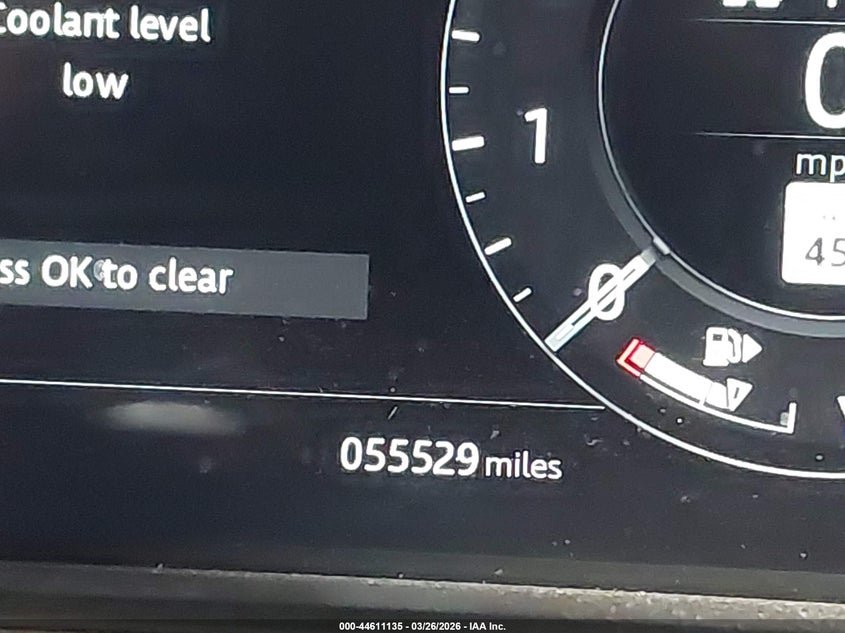 Coolant level
low
1
mp
45
ss OK to clear
0
055529 miles
000-44611135 - 03/26/2026 - IAA Inc.